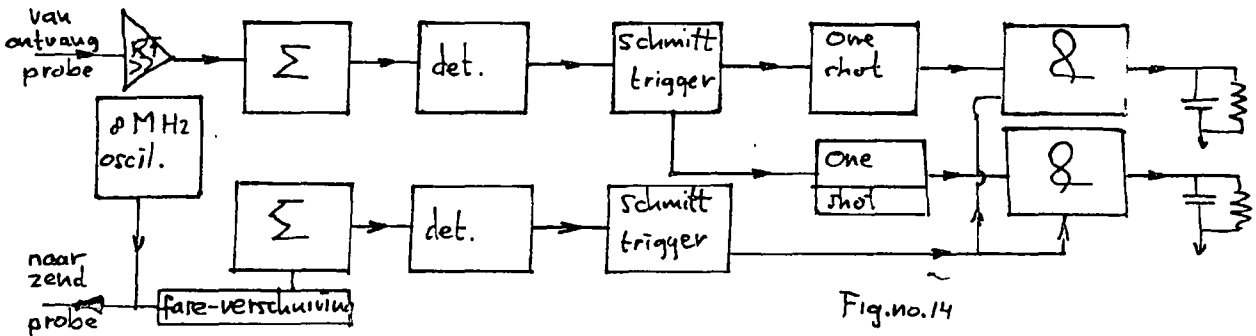 van
ontvang
probe
RF
Σ
det.
schmitt
trigger
One
shot
&
8 MHz
oscil.
Σ
det.
schmitt
trigger
One
shot
&
naar
zend
probe
fase-verschuiving
Fig.no.14